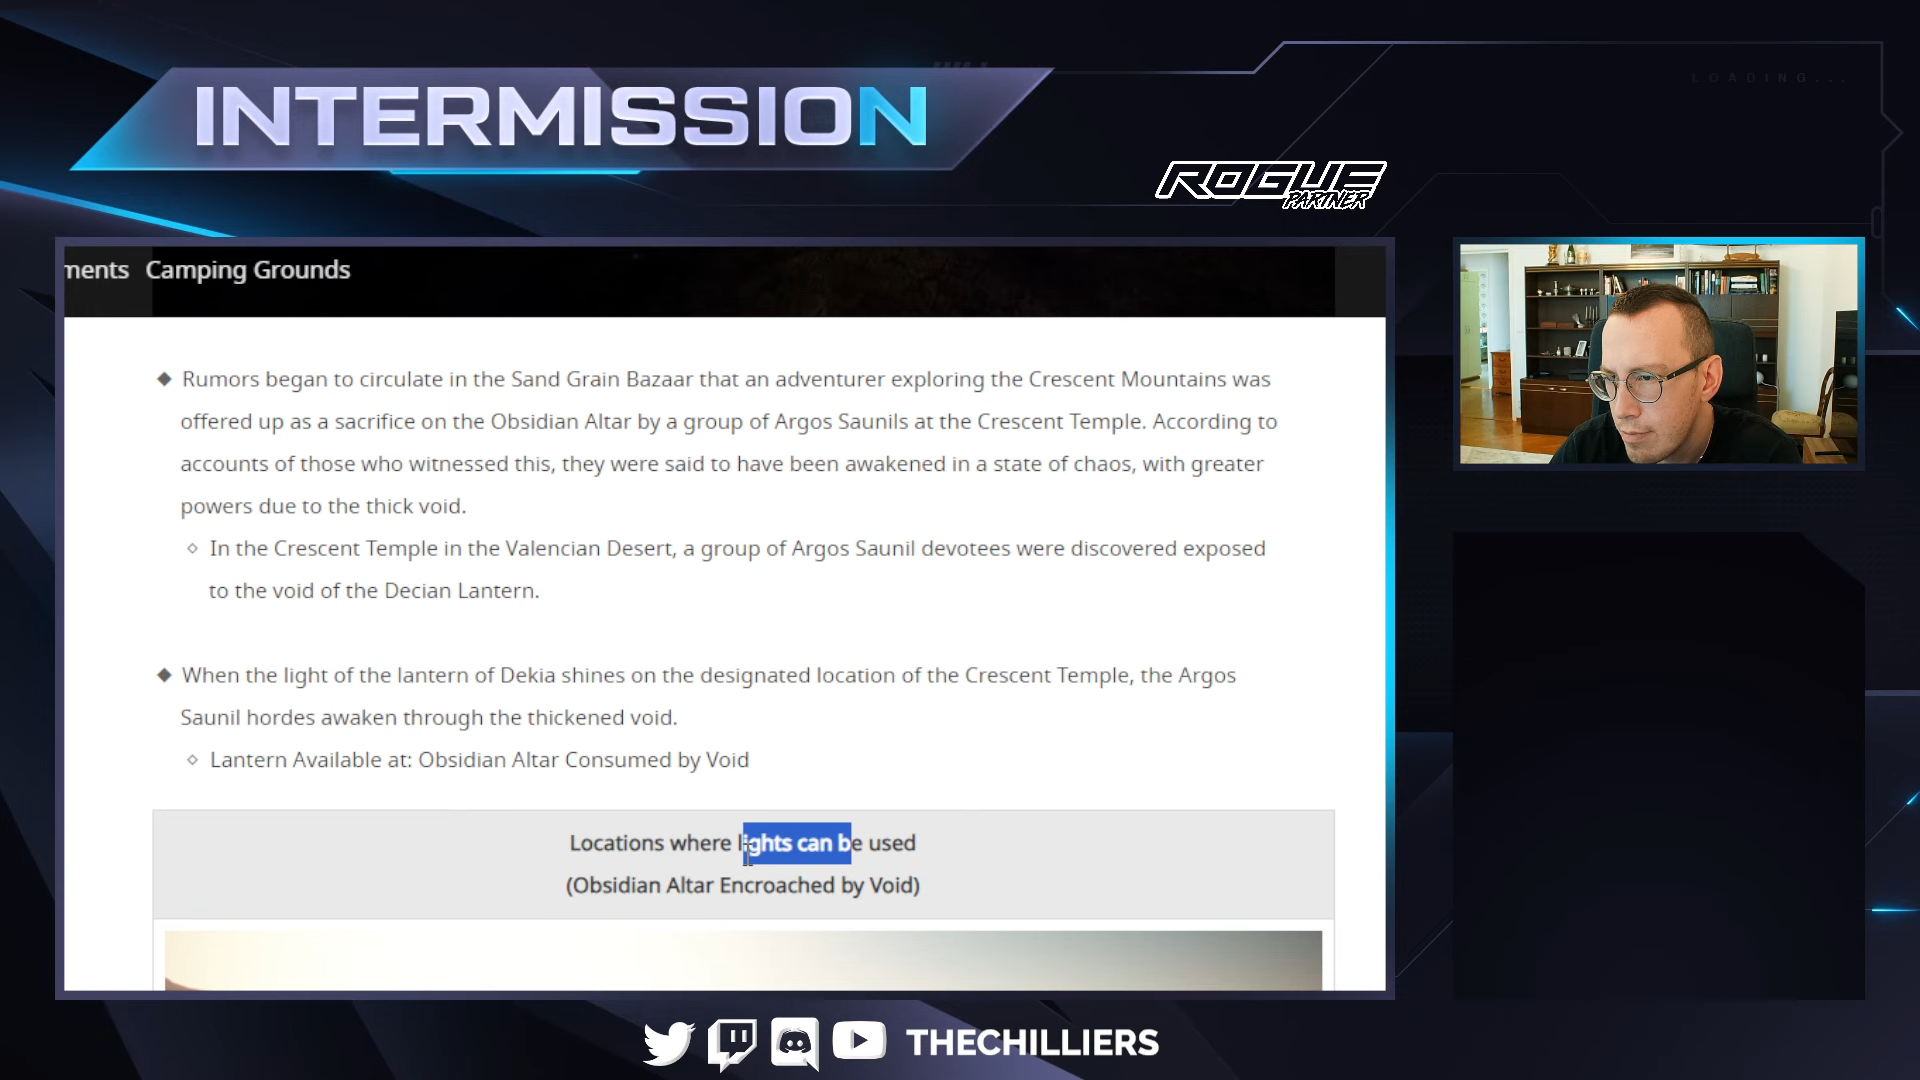 INTERMISSION
LOADING...
ROGUE
PARTNER
ments Camping Grounds
Rumors began to circulate in the Sand Grain Bazaar that an adventurer exploring the Crescent Mountains was
offered up as a sacrifice on the Obsidian Altar by a group of Argos Saunils at the Crescent Temple. According to
accounts of those who witnessed this, they were said to have been awakened in a state of chaos, with greater
powers due to the thick void.
In the Crescent Temple in the Valencian Desert, a group of Argos Saunil devotees were discovered exposed
to the void of the Decian Lantern.
When the light of the lantern of Dekia shines on the designated location of the Crescent Temple, the Argos
Saunil hordes awaken through the thickened void.
Lantern Available at: Obsidian Altar Consumed by Void
Locations where lights can be used
(Obsidian Altar Encroached by Void)
THECHILLIERS